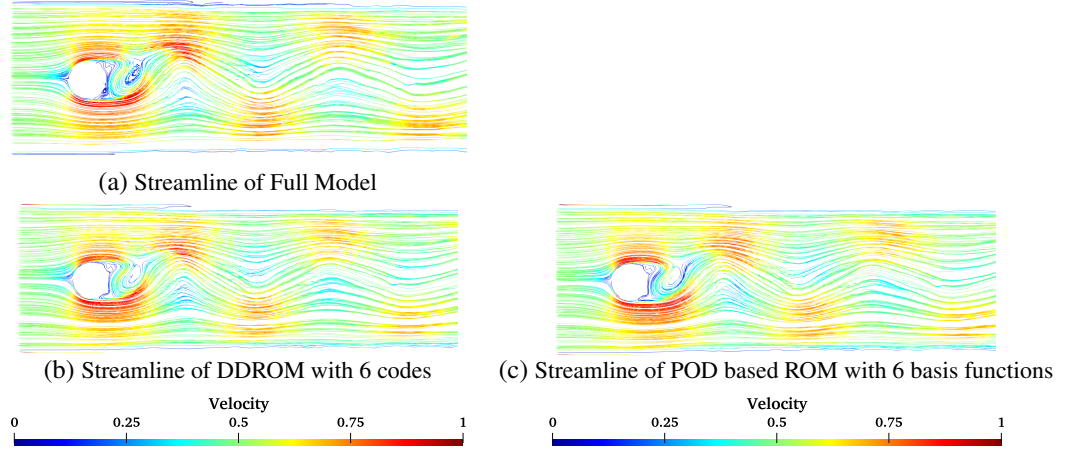 (a) Streamline of Full Model
(b) Streamline of DDROM with 6 codes
(c) Streamline of POD based ROM with 6 basis functions
Velocity
0 0.25 0.5 0.75 1
Velocity
0 0.25 0.5 0.75 1